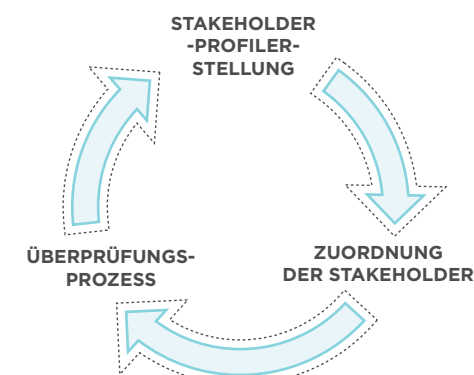 STAKEHOLDER
-PROFILER-
STELLUNG
ZUORDNUNG
DER STAKEHOLDER
ÜBERPRÜFUNGS-
PROZESS